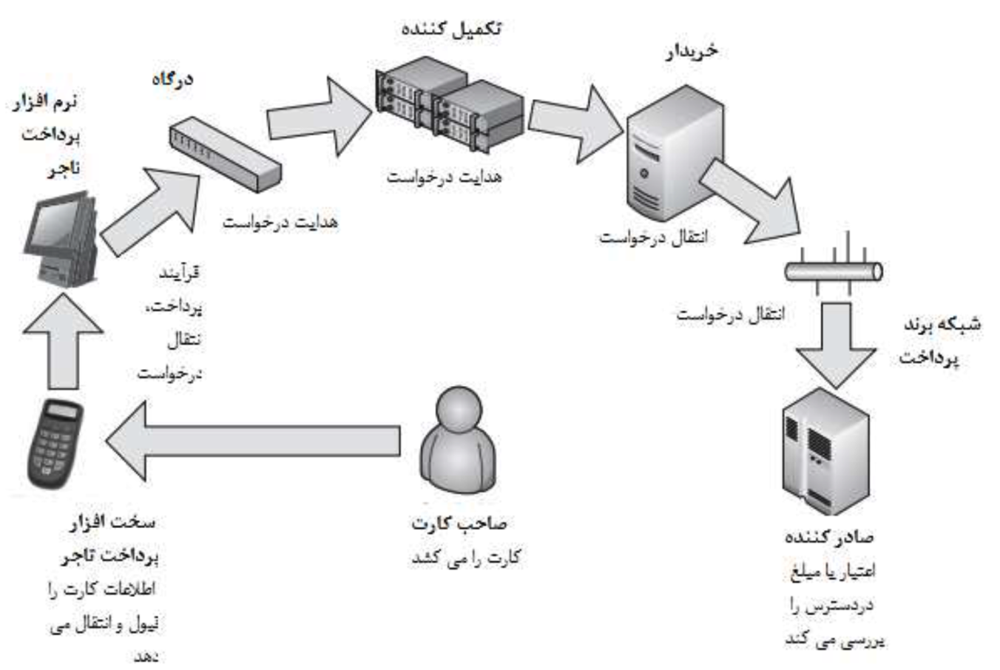 تکمیل کننده
خریدار
درگاه
نرم افزار
پرداخت
تاجر
هدایت درخواست
هدایت درخواست
انتقال درخواست
فرآیند
پرداخت،
نتقال
درخواست
انتقال درخواست
شبکه برند
پرداخت
سخت افزار
پرداخت تاجر
اطلاعات کارت را
قبول و انتقال می
دهد
صاحب کارت
کارت را می کشد
صادر کننده
اعتبار یا مبلغ
دردسترس را
بررسی می کند